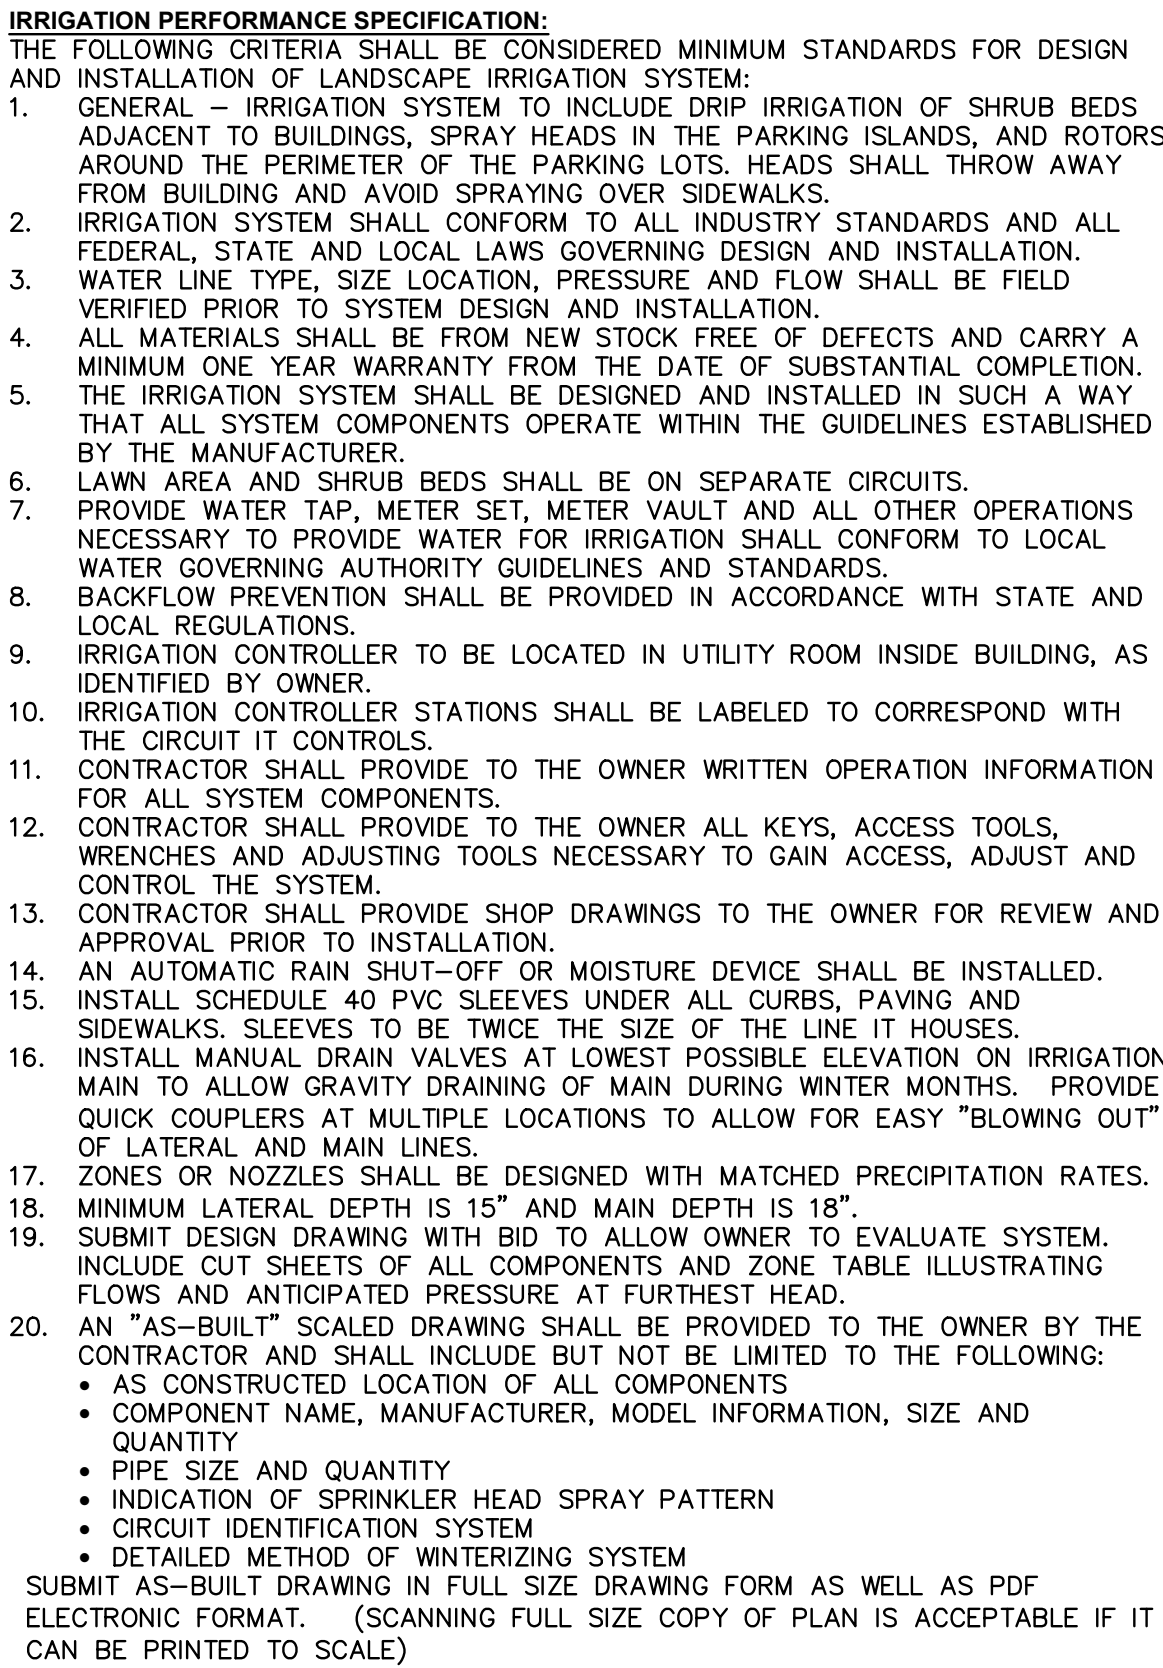 IRRIGATION PERFORMANCE SPECIFICATION:
THE FOLLOWING CRITERIA SHALL BE CONSIDERED MINIMUM STANDARDS FOR DESIGN
AND INSTALLATION OF LANDSCAPE IRRIGATION SYSTEM:
1. GENERAL – IRRIGATION SYSTEM TO INCLUDE DRIP IRRIGATION OF SHRUB BEDS
ADJACENT TO BUILDINGS, SPRAY HEADS IN THE PARKING ISLANDS, AND ROTORS
AROUND THE PERIMETER OF THE PARKING LOTS. HEADS SHALL THROW AWAY
FROM BUILDING AND AVOID SPRAYING OVER SIDEWALKS.
2. IRRIGATION SYSTEM SHALL CONFORM TO ALL INDUSTRY STANDARDS AND ALL
FEDERAL, STATE AND LOCAL LAWS GOVERNING DESIGN AND INSTALLATION.
3. WATER LINE TYPE, SIZE LOCATION, PRESSURE AND FLOW SHALL BE FIELD
VERIFIED PRIOR TO SYSTEM DESIGN AND INSTALLATION.
4. ALL MATERIALS SHALL BE FROM NEW STOCK FREE OF DEFECTS AND CARRY A
MINIMUM ONE YEAR WARRANTY FROM THE DATE OF SUBSTANTIAL COMPLETION.
5. THE IRRIGATION SYSTEM SHALL BE DESIGNED AND INSTALLED IN SUCH A WAY
THAT ALL SYSTEM COMPONENTS OPERATE WITHIN THE GUIDELINES ESTABLISHED
BY THE MANUFACTURER.
6. LAWN AREA AND SHRUB BEDS SHALL BE ON SEPARATE CIRCUITS.
7. PROVIDE WATER TAP, METER SET, METER VAULT AND ALL OTHER OPERATIONS
NECESSARY TO PROVIDE WATER FOR IRRIGATION SHALL CONFORM TO LOCAL
WATER GOVERNING AUTHORITY GUIDELINES AND STANDARDS.
8. BACKFLOW PREVENTION SHALL BE PROVIDED IN ACCORDANCE WITH STATE AND
LOCAL REGULATIONS.
9. IRRIGATION CONTROLLER TO BE LOCATED IN UTILITY ROOM INSIDE BUILDING, AS
IDENTIFIED BY OWNER.
10. IRRIGATION CONTROLLER STATIONS SHALL BE LABELED TO CORRESPOND WITH
THE CIRCUIT IT CONTROLS.
11. CONTRACTOR SHALL PROVIDE TO THE OWNER WRITTEN OPERATION INFORMATION
FOR ALL SYSTEM COMPONENTS.
12. CONTRACTOR SHALL PROVIDE TO THE OWNER ALL KEYS, ACCESS TOOLS,
WRENCHES AND ADJUSTING TOOLS NECESSARY TO GAIN ACCESS, ADJUST AND
CONTROL THE SYSTEM.
13. CONTRACTOR SHALL PROVIDE SHOP DRAWINGS TO THE OWNER FOR REVIEW AND
APPROVAL PRIOR TO INSTALLATION.
14. AN AUTOMATIC RAIN SHUT–OFF OR MOISTURE DEVICE SHALL BE INSTALLED.
15. INSTALL SCHEDULE 40 PVC SLEEVES UNDER ALL CURBS, PAVING AND
SIDEWALKS. SLEEVES TO BE TWICE THE SIZE OF THE LINE IT HOUSES.
16. INSTALL MANUAL DRAIN VALVES AT LOWEST POSSIBLE ELEVATION ON IRRIGATION
MAIN TO ALLOW GRAVITY DRAINING OF MAIN DURING WINTER MONTHS. PROVIDE
QUICK COUPLERS AT MULTIPLE LOCATIONS TO ALLOW FOR EASY ”BLOWING OUT”
OF LATERAL AND MAIN LINES.
17. ZONES OR NOZZLES SHALL BE DESIGNED WITH MATCHED PRECIPITATION RATES.
18. MINIMUM LATERAL DEPTH IS 15” AND MAIN DEPTH IS 18”.
19. SUBMIT DESIGN DRAWING WITH BID TO ALLOW OWNER TO EVALUATE SYSTEM.
INCLUDE CUT SHEETS OF ALL COMPONENTS AND ZONE TABLE ILLUSTRATING
FLOWS AND ANTICIPATED PRESSURE AT FURTHEST HEAD.
20. AN ”AS–BUILT” SCALED DRAWING SHALL BE PROVIDED TO THE OWNER BY THE
CONTRACTOR AND SHALL INCLUDE BUT NOT BE LIMITED TO THE FOLLOWING:
• AS CONSTRUCTED LOCATION OF ALL COMPONENTS
• COMPONENT NAME, MANUFACTURER, MODEL INFORMATION, SIZE AND
QUANTITY
• PIPE SIZE AND QUANTITY
• INDICATION OF SPRINKLER HEAD SPRAY PATTERN
• CIRCUIT IDENTIFICATION SYSTEM
• DETAILED METHOD OF WINTERIZING SYSTEM
SUBMIT AS–BUILT DRAWING IN FULL SIZE DRAWING FORM AS WELL AS PDF
ELECTRONIC FORMAT. (SCANNING FULL SIZE COPY OF PLAN IS ACCEPTABLE IF IT
CAN BE PRINTED TO SCALE)